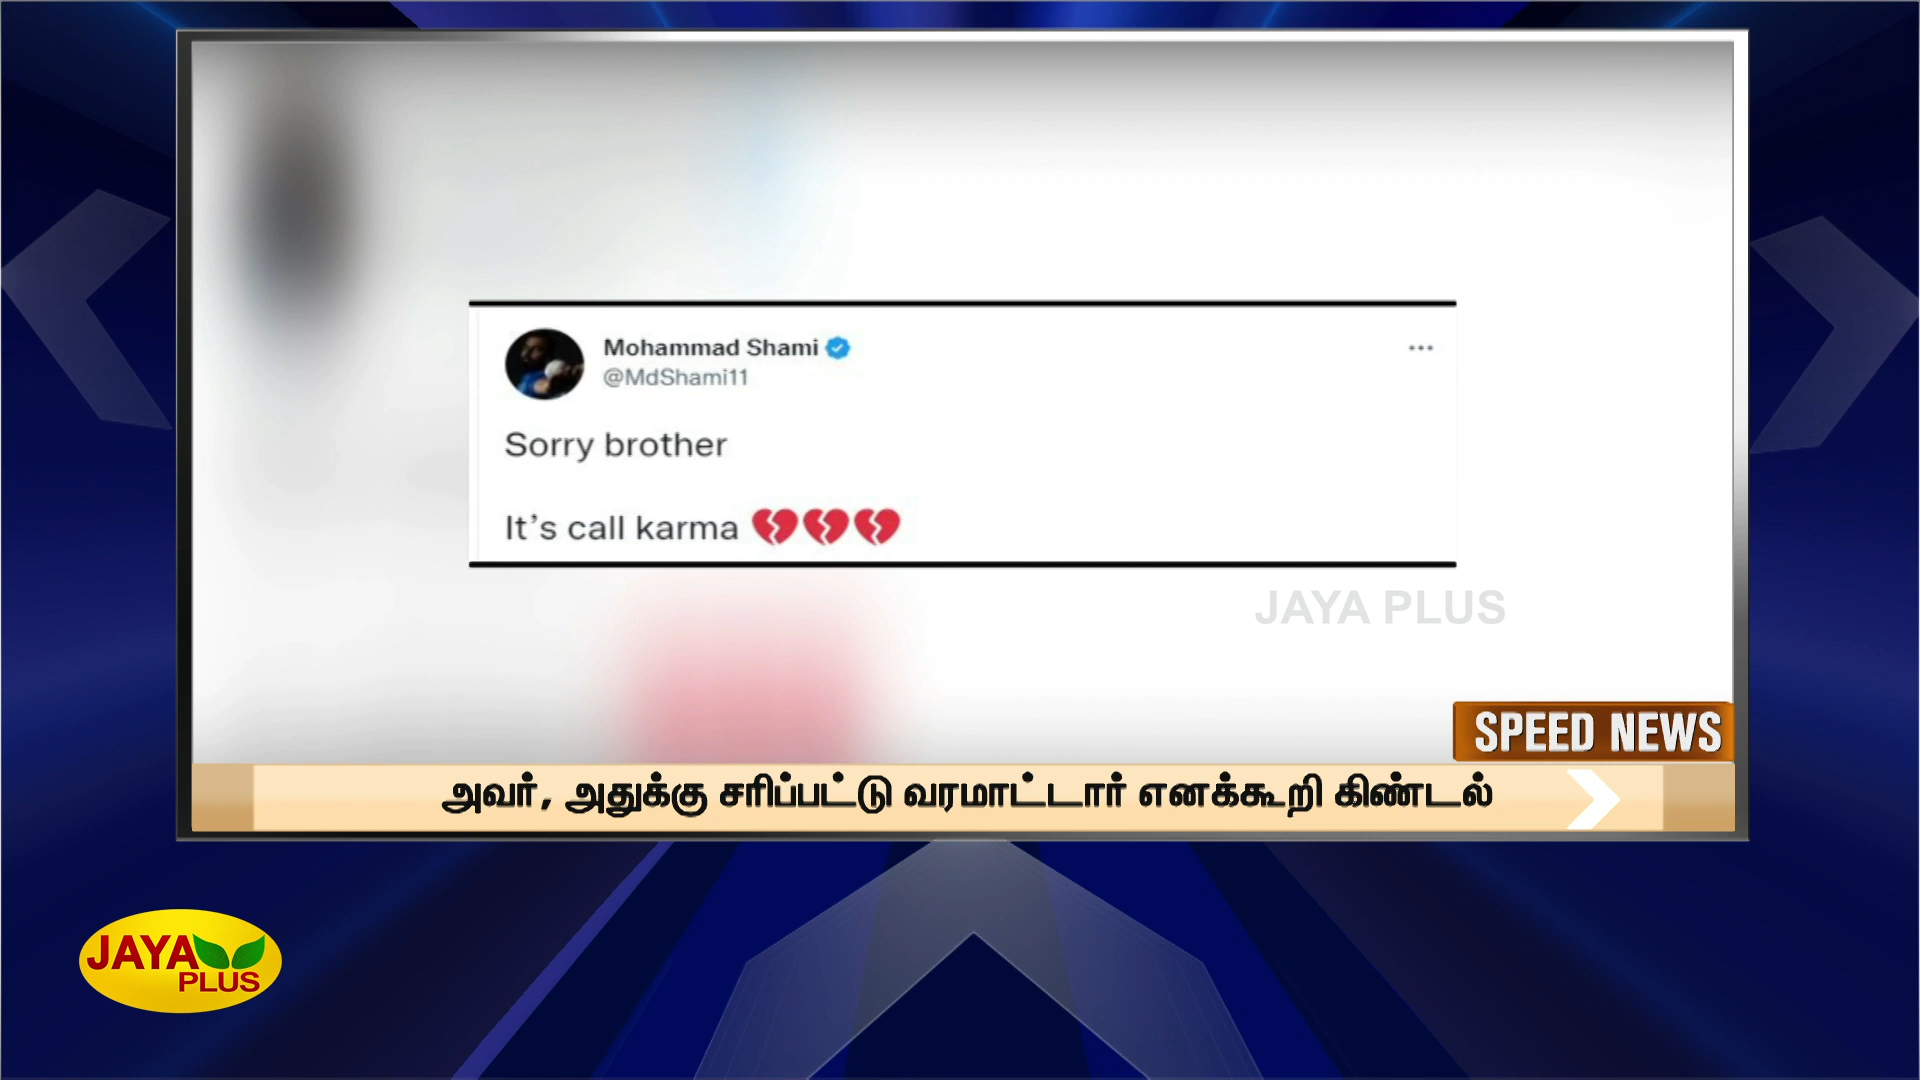 Mohammad Shami
@MdShami11
Sorry brother
It's call karma 💔💔💔
JAYA PLUS
SPEED NEWS
அவர், அதுக்கு சரிப்பட்டு வரமாட்டார் எனக்கூறி கிண்டல்
JAYA
PLUS